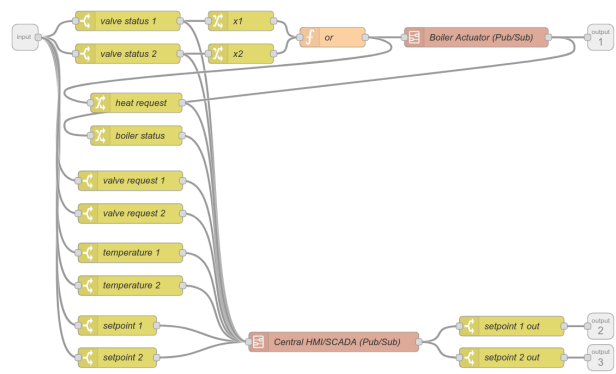 input
valve status 1
x1
or
Boiler Actuator (Pub/Sub)
output
1
valve status 2
x2
heat request
boiler status
valve request 1
valve request 2
temperature 1
temperature 2
setpoint 1
setpoint 2
Central HMI/SCADA (Pub/Sub)
setpoint 1 out
output
2
setpoint 2 out
output
3